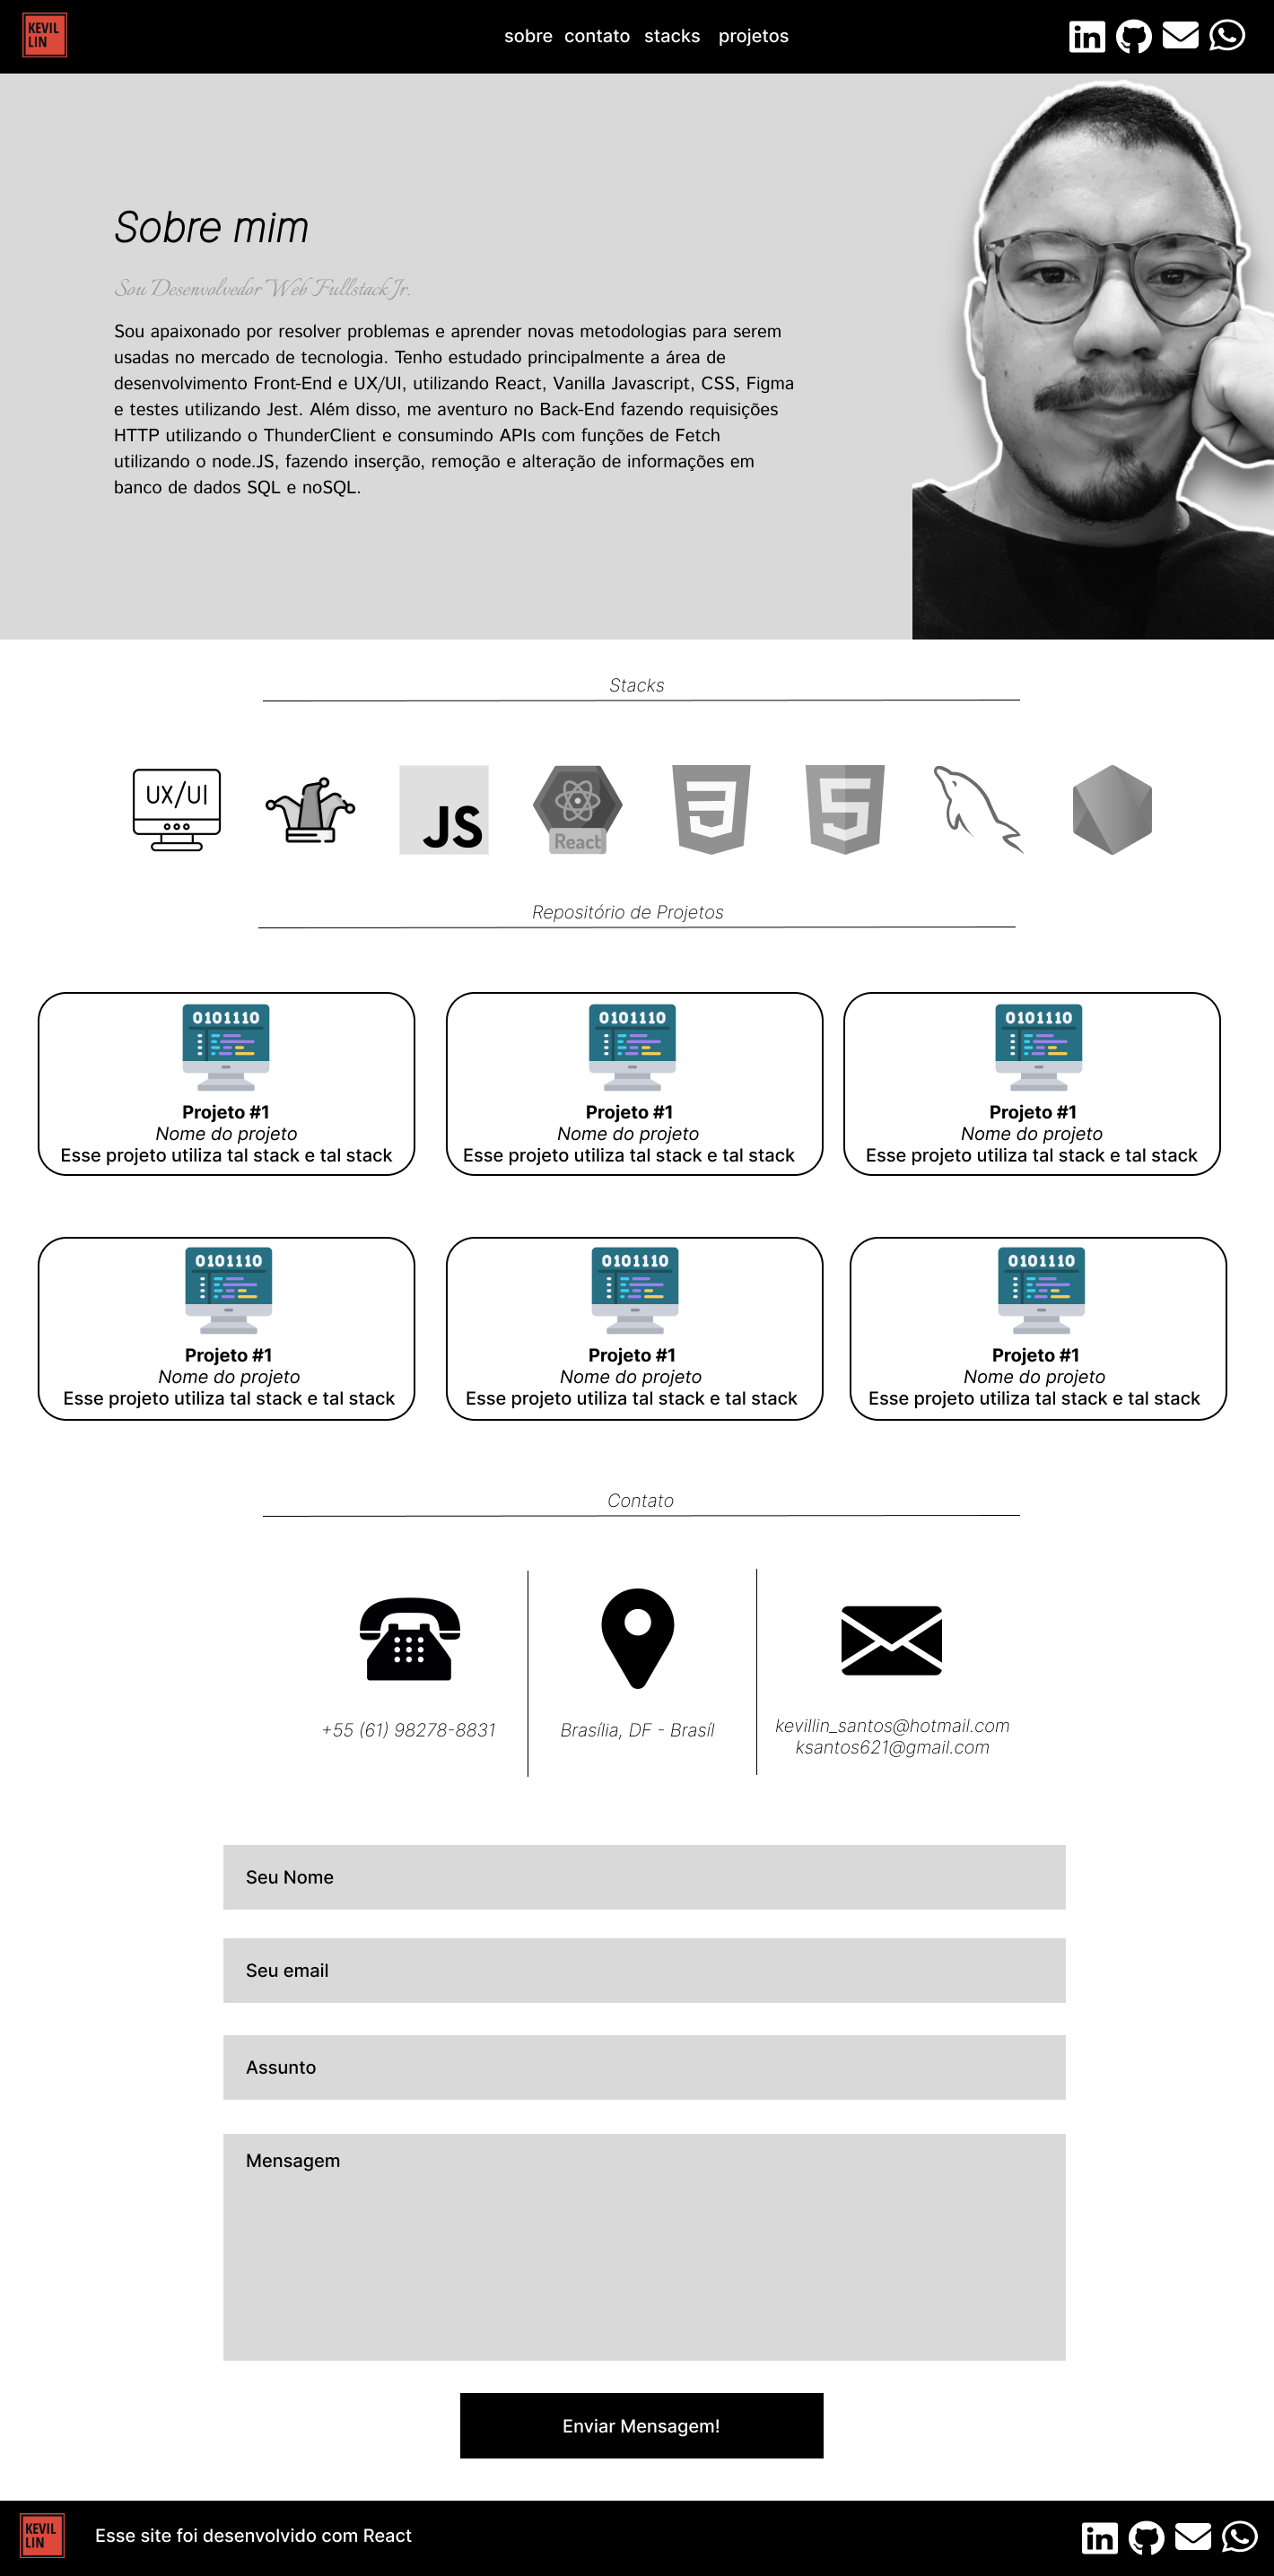 KEVIL
LIN
sobre contato stacks projetos
Sobre mim
Sou Desenvolvedor Web Fullstack Jr.
Sou apaixonado por resolver problemas e aprender novas metodologias para serem
usadas no mercado de tecnologia. Tenho estudado principalmente a área de
desenvolvimento Front-End e UX/UI, utilizando React, Vanilla Javascript, CSS, Figma
e testes utilizando Jest. Além disso, me aventuro no Back-End fazendo requisições
HTTP utilizando o ThunderClient e consumindo APIs com funções de Fetch
utilizando o node.JS, fazendo inserção, remoção e alteração de informações em
banco de dados SQL e noSQL.
Stacks
UX/UI
JS
React
3
5
Repositório de Projetos
0101110
Projeto #1
Nome do projeto
Esse projeto utiliza tal stack e tal stack
0101110
Projeto #1
Nome do projeto
Esse projeto utiliza tal stack e tal stack
0101110
Projeto #1
Nome do projeto
Esse projeto utiliza tal stack e tal stack
0101110
Projeto #1
Nome do projeto
Esse projeto utiliza tal stack e tal stack
0101110
Projeto #1
Nome do projeto
Esse projeto utiliza tal stack e tal stack
0101110
Projeto #1
Nome do projeto
Esse projeto utiliza tal stack e tal stack
Contato
+55 (61) 98278-8831
Brasília, DF - Brasíl
kevillin_santos@hotmail.com
ksantos621@gmail.com
Seu Nome
Seu email
Assunto
Mensagem
Enviar Mensagem!
KEVIL
LIN
Esse site foi desenvolvido com React